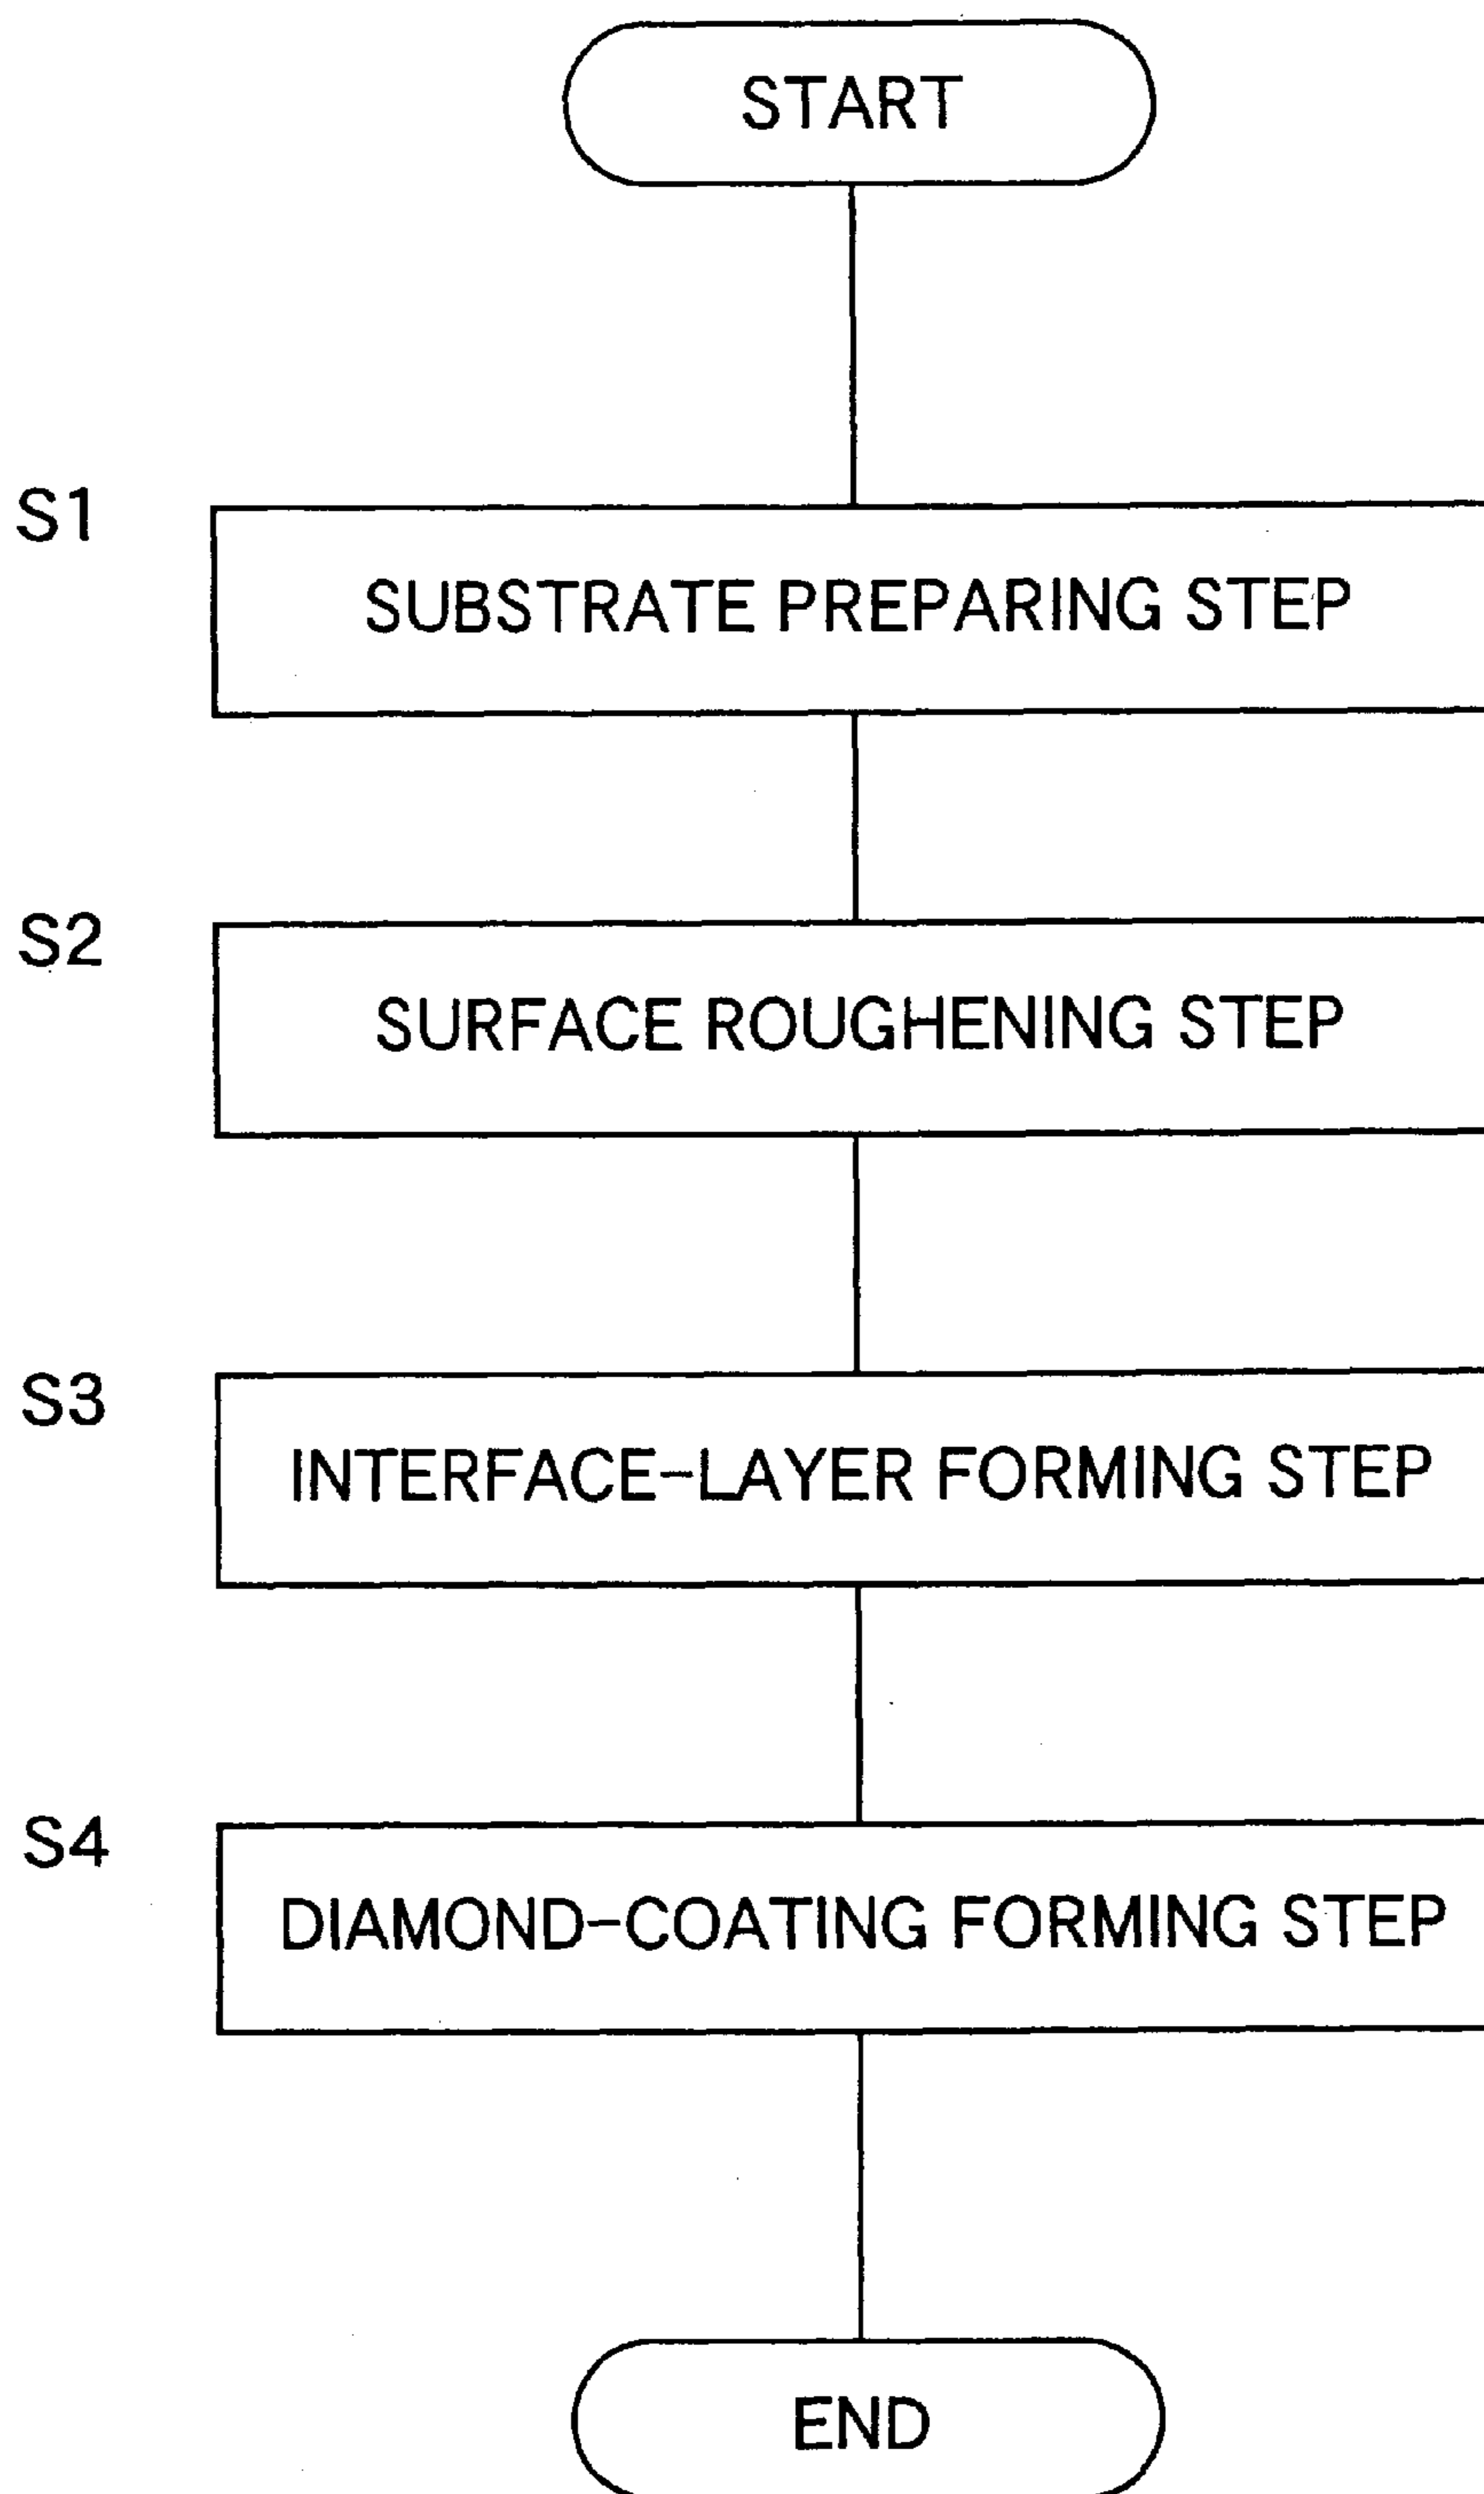 START
S1
SUBSTRATE PREPARING STEP
S2
SURFACE ROUGHENING STEP
S3
INTERFACE-LAYER FORMING STEP
S4
DIAMOND-COATING FORMING STEP
END